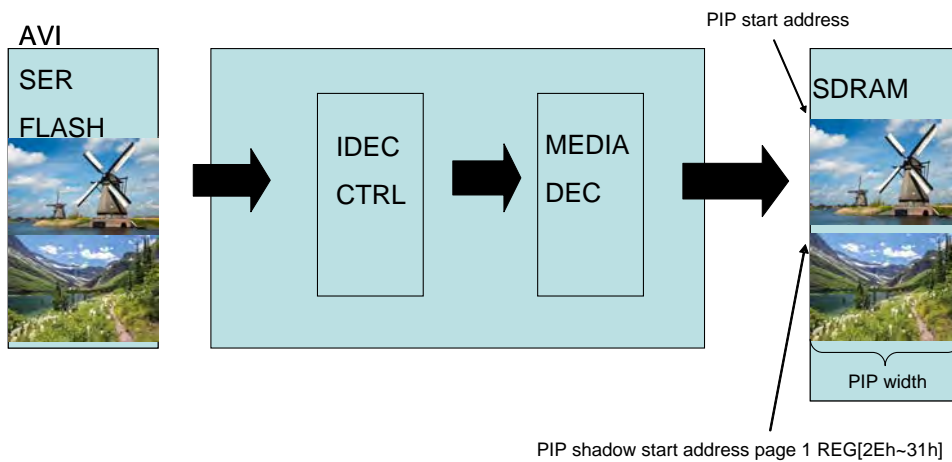 PIP start address
AVI
SER
FLASH
IDEC
CTRL
MEDIA
DEC
SDRAM
PIP width
PIP shadow start address page 1 REG[2Eh~31h]